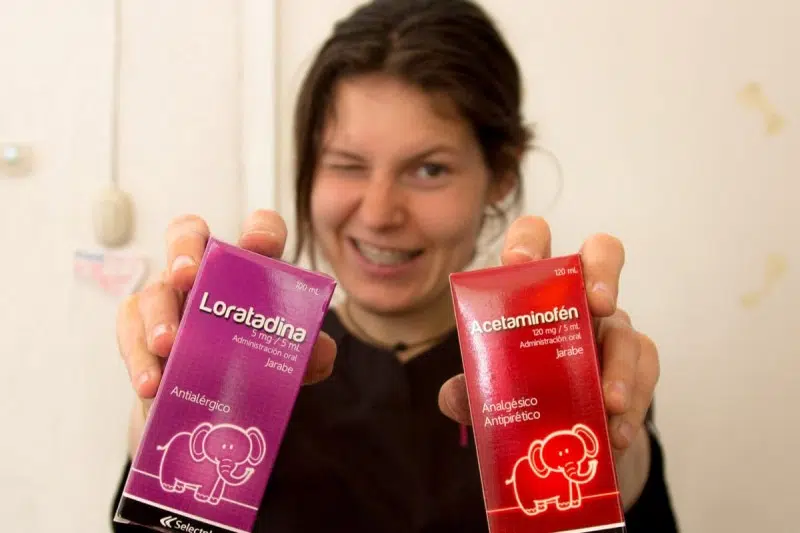 100 mL
Loratadina
5 mg / 5 mL
Administración oral
Jarabe
Antialérgico
120 mL
Acetaminofén
120 mg / 5 mL
Administración oral
Jarabe
Analgésico
Antipirético